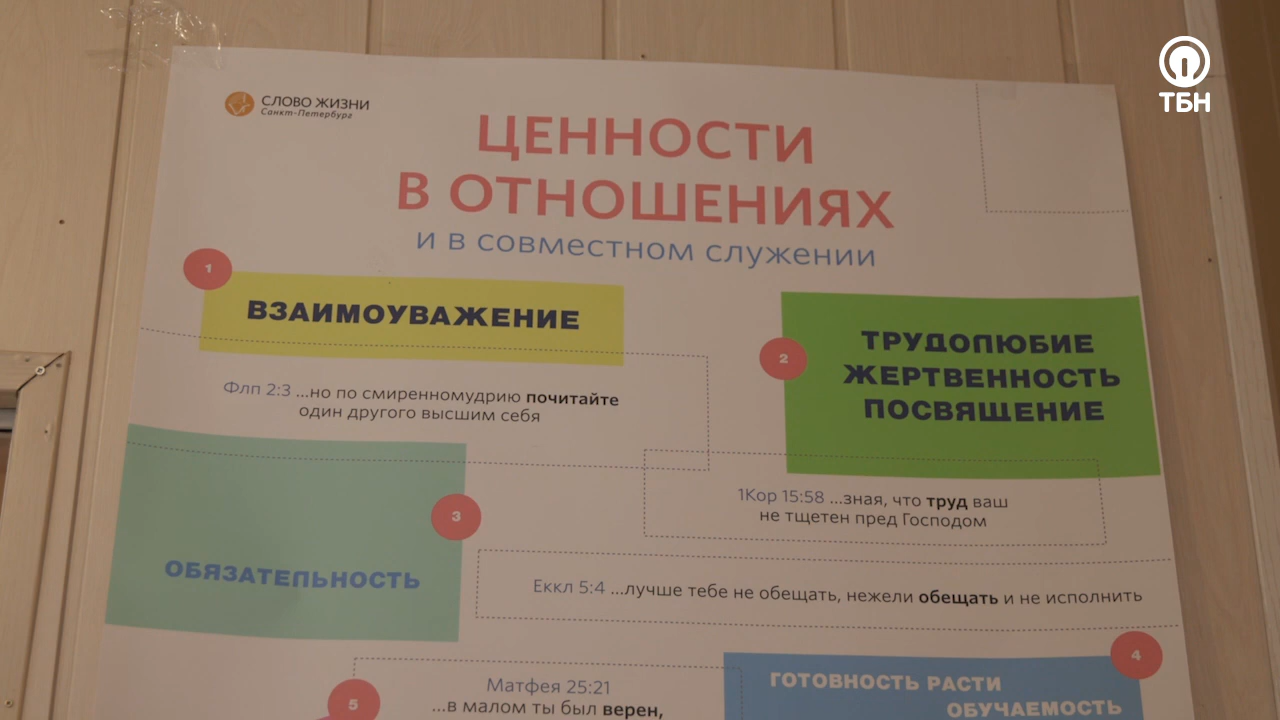 ТБН
СЛОВО ЖИЗНИ
Санкт-Петербург
ЦЕННОСТИ
В ОТНОШЕНИЯХ
и в совместном служении
1
ВЗАИМОУВАЖЕНИЕ
Флп 2:3 ...но по смиренномудрию почитайте
один другого высшим себя
2
ТРУДОЛЮБИЕ
ЖЕРТВЕННОСТЬ
ПОСВЯЩЕНИЕ
1Кор 15:58 ...зная, что труд ваш
не тщетен пред Господом
3
ОБЯЗАТЕЛЬНОСТЬ
Еккл 5:4 ...лучше тебе не обещать, нежели обещать и не исполнить
4
ГОТОВНОСТЬ РАСТИ
ОБУЧАЕМОСТЬ
5
Матфея 25:21
...в малом ты был верен,